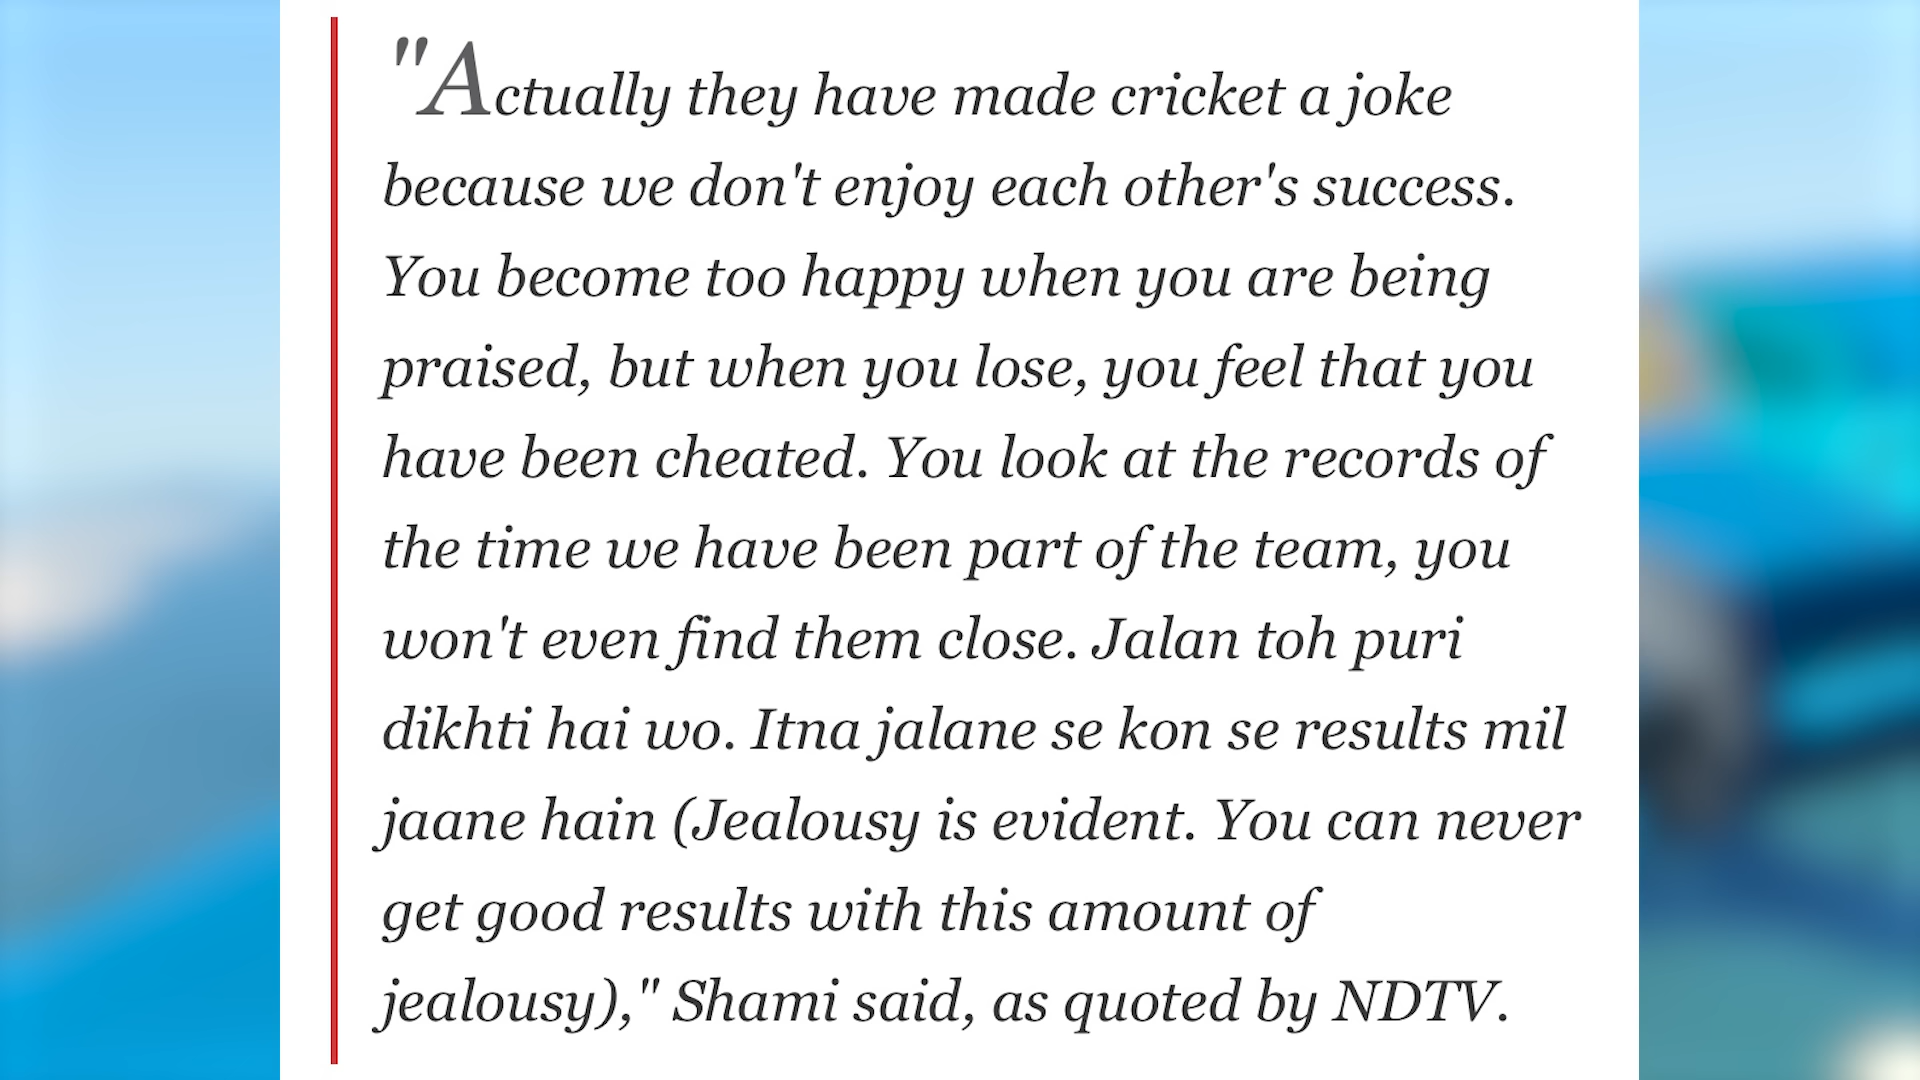 "Actually they have made cricket a joke
because we don't enjoy each other's success.
You become too happy when you are being
praised, but when you lose, you feel that you
have been cheated. You look at the records of
the time we have been part of the team, you
won't even find them close. Jalan toh puri
dikhti hai wo. Itna jalane se kon se results mil
jaane hain (Jealousy is evident. You can never
get good results with this amount of
jealousy)," Shami said, as quoted by NDTV.